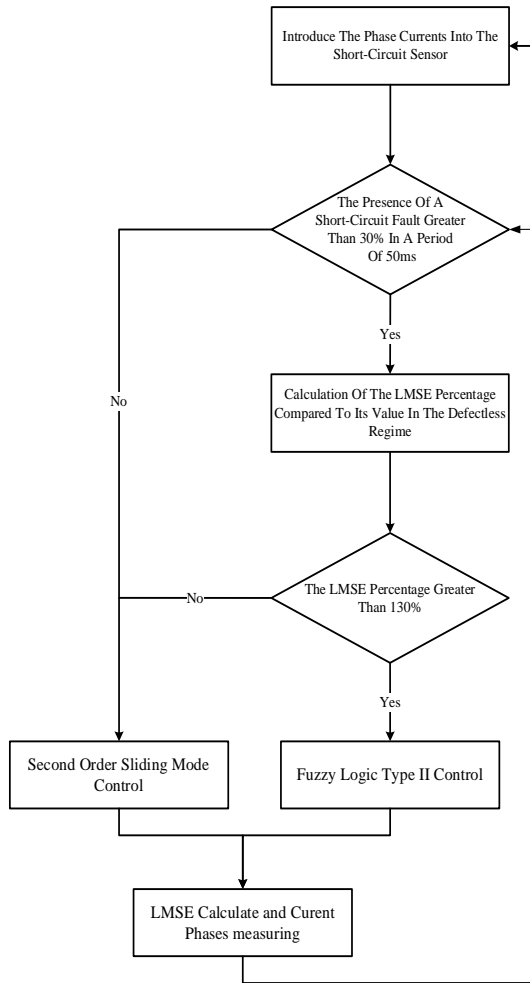 Introduce The Phase Currents Into The
Short-Circuit Sensor
The Presence Of A
Short-Circuit Fault Greater
Than 30% In A Period
Of 50ms
Yes
No
Calculation Of The LMSE Percentage
Compared To Its Value In The Defectless
Regime
The LMSE Percentage Greater
Than 130%
No
Yes
Second Order Sliding Mode
Control
Fuzzy Logic Type II Control
LMSE Calculate and Curent
Phases measuring